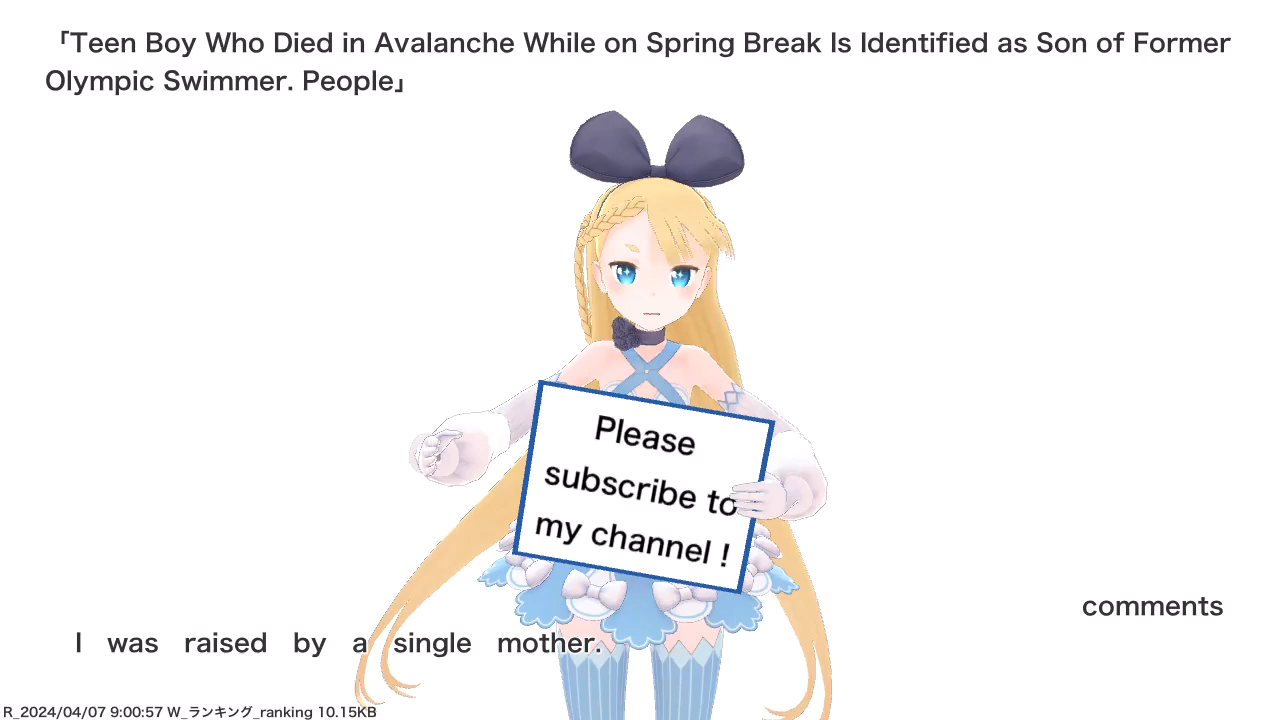 「Teen Boy Who Died in Avalanche While on Spring Break Is Identified as Son of Former
Olympic Swimmer. People」
Please
subscribe to
my channel !
comments
I was raised by a single mother.
R_2024/04/07 9:00:57 W_ランキング_ranking 10.15KB